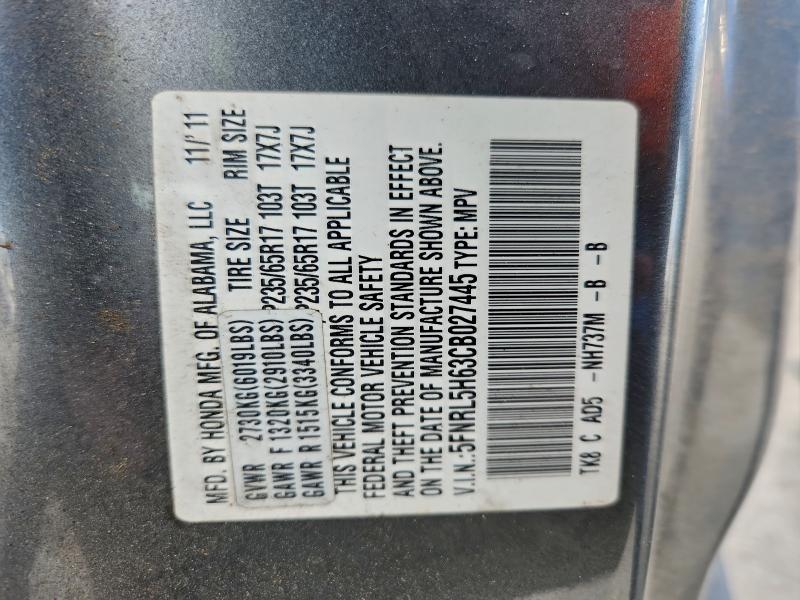 MFD. BY HONDA MFG. OF ALABAMA, LLC 11/'11
TIRE SIZE RIM SIZE
GVWR 2730KG(6019LBS)
GAWR F 1320KG(2910LBS) P235/65R17 103T 17X7J
GAWR R 1515KG(3340LBS) P235/65R17 103T 17X7J
THIS VEHICLE CONFORMS TO ALL APPLICABLE
FEDERAL MOTOR VEHICLE SAFETY
AND THEFT PREVENTION STANDARDS IN EFFECT
ON THE DATE OF MANUFACTURE SHOWN ABOVE.
V.I.N.:5FNRL5H63CB027445 TYPE: MPV
TK8 C AD5 -NH737M -B -B